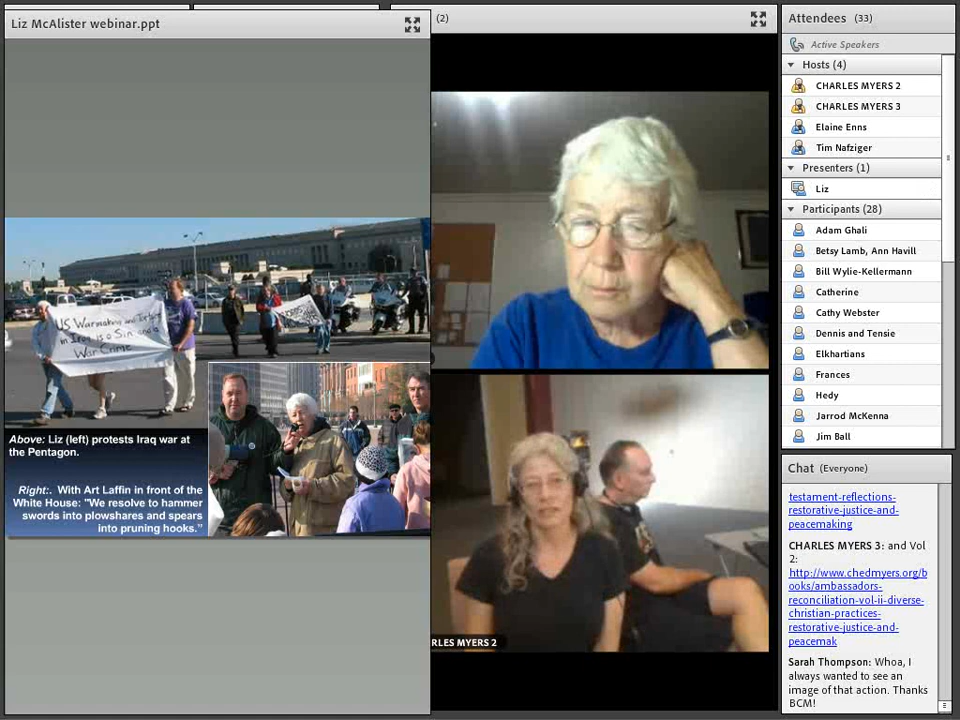 Liz McAlister webinar.ppt
US Warmaking and Torture
in Iraq is a Sin and a
War Crime
Above: Liz (left) protests Iraq war at
the Pentagon.
Right:. With Art Laffin in front of the
White House: "We resolve to hammer
swords into plowshares and spears
into pruning hooks."
(2)
RLES MYERS 2
Attendees (33)
Active Speakers
Hosts (4)
CHARLES MYERS 2
CHARLES MYERS 3
Elaine Enns
Tim Nafziger
Presenters (1)
Liz
Participants (28)
Adam Ghali
Betsy Lamb, Ann Havill
Bill Wylie-Kellermann
Catherine
Cathy Webster
Dennis and Tensie
Elkhartians
Frances
Hedy
Jarrod McKenna
Jim Ball
Chat (Everyone)
testament-reflections-
restorative-justice-and-
peacemaking
CHARLES MYERS 3: and Vol
2:
http://www.chedmyers.org/b
ooks/ambassadors-
reconciliation-vol-ii-diverse-
christian-practices-
restorative-justice-and-
peacemak
Sarah Thompson: Whoa, I
always wanted to see an
image of that action. Thanks
BCM!